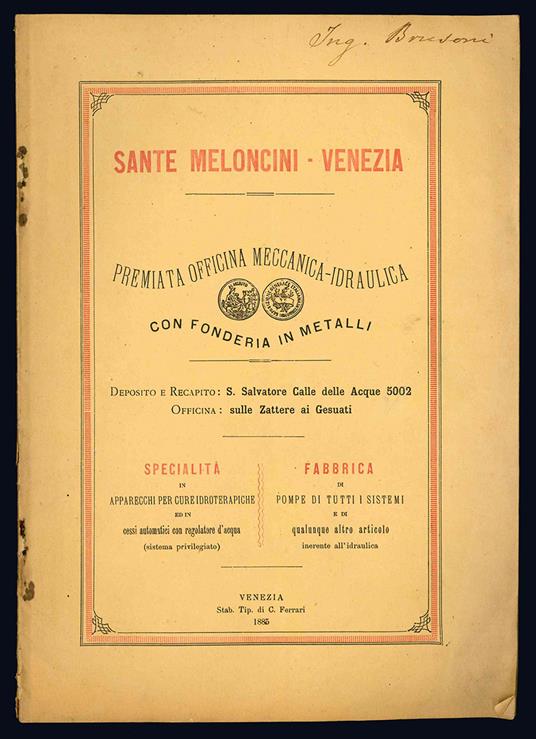 Ing. Bresoni
SANTE MELONCINI - VENEZIA
PREMIATA OFFICINA MECCANICA-IDRAULICA
CON FONDERIA IN METALLI
DEPOSITO E RECAPITO: S. Salvatore Calle delle Acque 5002
OFFICINA: sulle Zattere ai Gesuati
SPECIALITÀ
IN
APPARECCHI PER CURE IDROTERAPICHE
ED IN
cessi automatici con regolatore d'acqua
(sistema privilegiato)
FABBRICA
DI
POMPE DI TUTTI I SISTEMI
E DI
qualunque altro articolo
inerente all'idraulica
VENEZIA
Stab. Tip. di C. Ferrari
1885